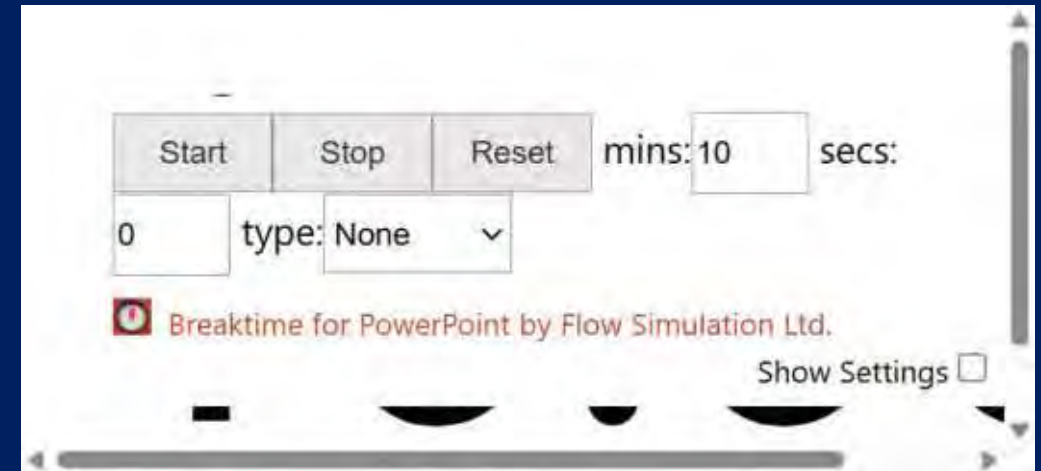 Start Stop Reset mins: 10 secs:
0 type: None
Breaktime for PowerPoint by Flow Simulation Ltd.
Show Settings